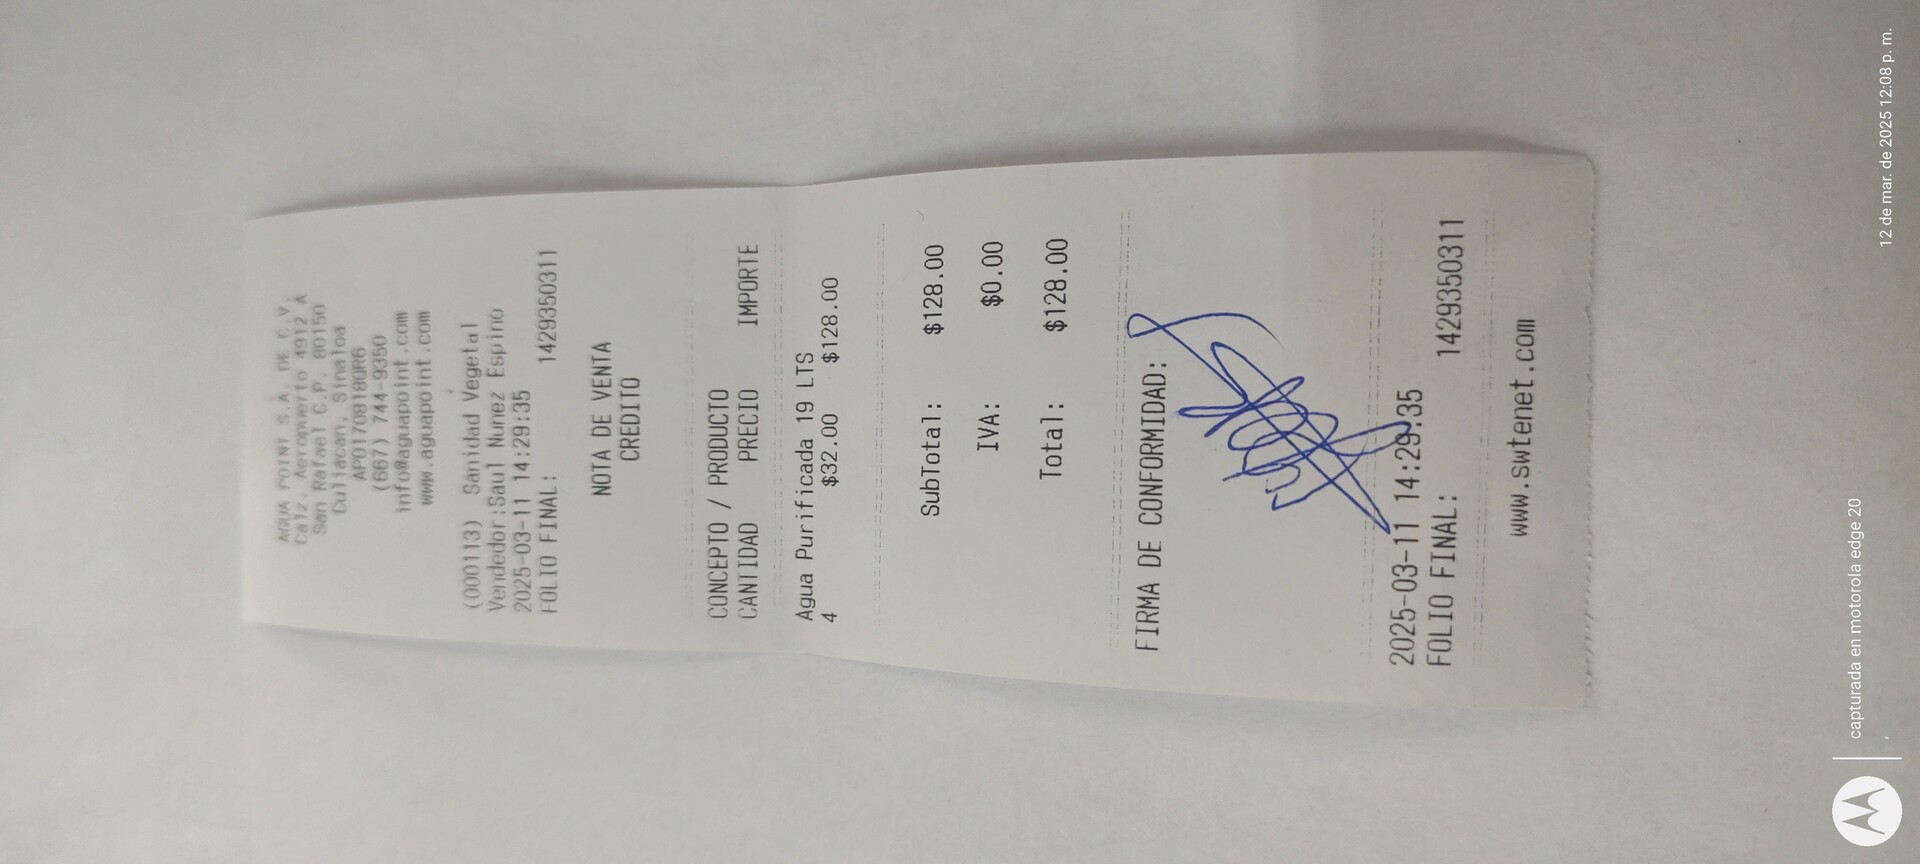 AGUA POINT S.A. DE C.V.
Calz. Aeropuerto 4912 A
San Rafael C.P. 80150
Culiacan, Sinaloa
APO170818QR6
(667) 744-9350
info@aguapoint.com
www.aguapoint.com
(000113) Sanidad Vegetal
Vendedor:Saul Nunez Espino
2025-03-11 14:29:35
FOLIO FINAL: 1429350311
NOTA DE VENTA
CREDITO
CONCEPTO / PRODUCTO
CANTIDAD PRECIO IMPORTE
Agua Purificada 19 LTS
4 $32.00 $128.00
SubTotal: $128.00
IVA: $0.00
Total: $128.00
FIRMA DE CONFORMIDAD:
2025-03-11 14:29:35
FOLIO FINAL: 1429350311
www.swtenet.com
capturada en motorola edge 20
12 de mar. de 2025 12:08 p. m.